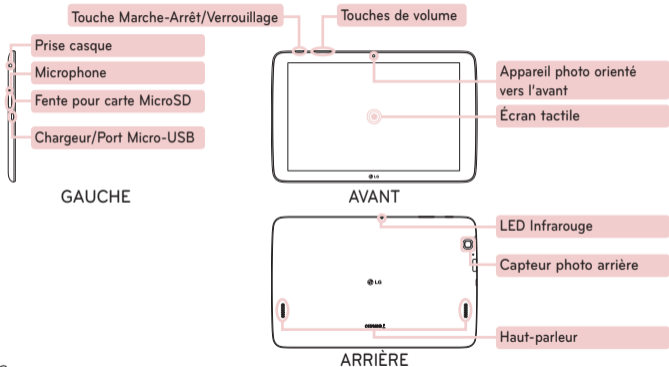 Touche Marche-Arrêt/Verrouillage
Touches de volume
Prise casque
Microphone
Fente pour carte MicroSD
Chargeur/Port Micro-USB
Appareil photo orienté
vers l'avant
Écran tactile
LG
GAUCHE
AVANT
LED Infrarouge
Capteur photo arrière
LG
Haut-parleur
ARRIÈRE